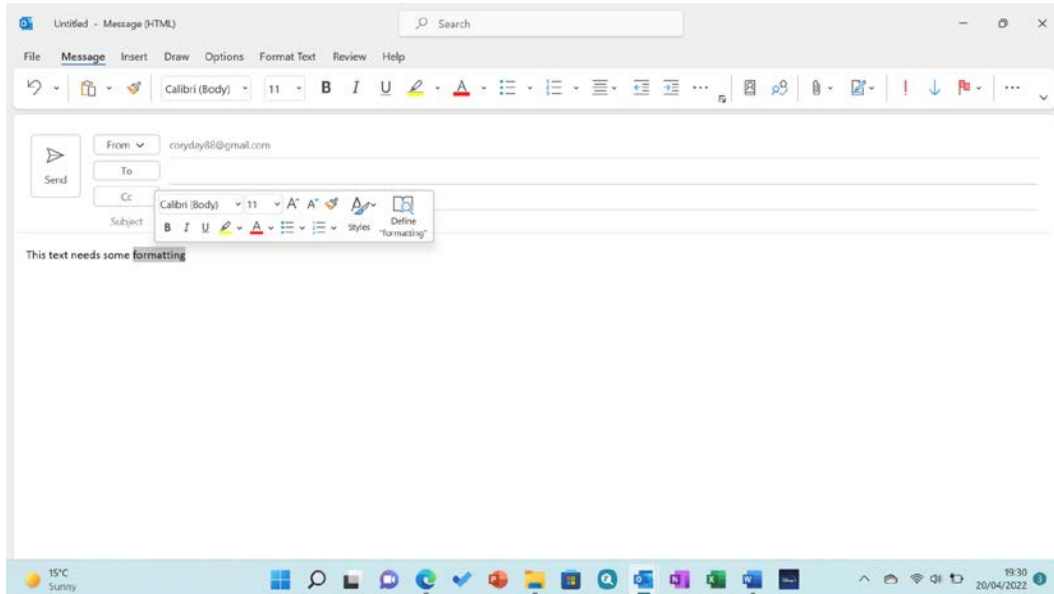 Untitled - Message (HTML)
Search
File Message Insert Draw Options Format Text Review Help
Calibri (Body) 11 B I U A
From coryday88@gmail.com
Send
To
Cc
Subject
Calibri (Body) 11 A A
B I U A Styles Define
"formatting"
This text needs some formatting
15°C
Sunny
19:30
20/04/2022